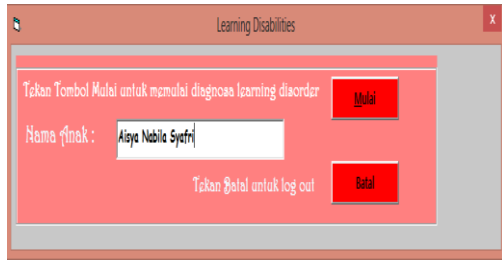 Learning Disabilities
x
Tekan Tombol Mulai untuk memulai diagnosa learning disorder
Mulai
Nama Anak :
Aisya Nabila Syafri
Tekan Batal untuk log out
Batal